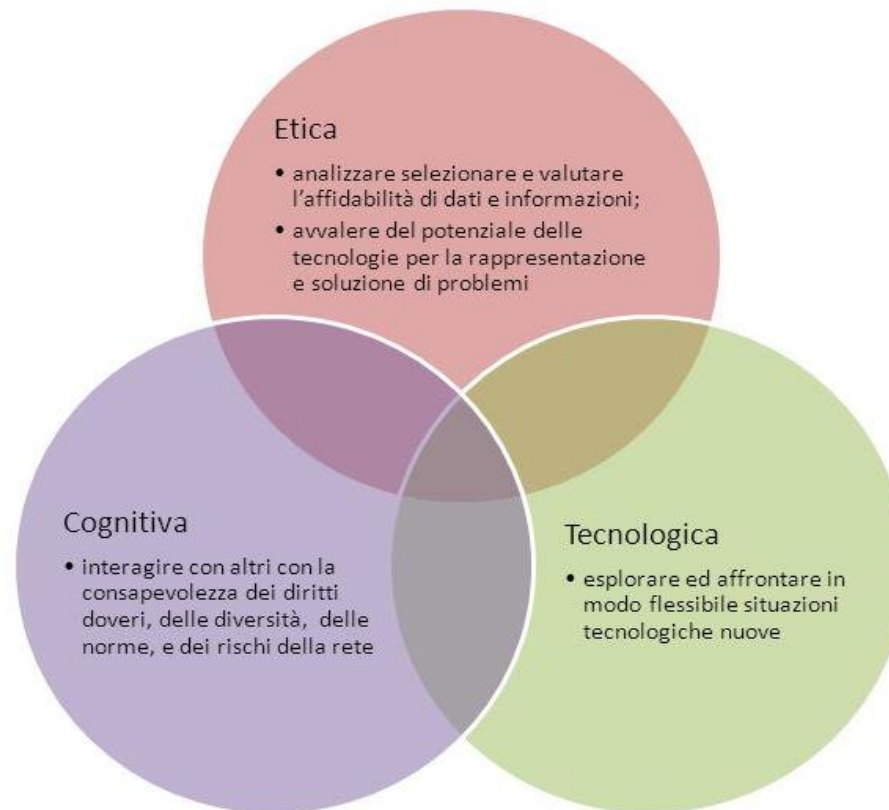 Etica
• analizzare selezionare e valutare
l'affidabilità di dati e informazioni;
• avvalere del potenziale delle
tecnologie per la rappresentazione
e soluzione di problemi
Cognitiva
• interagire con altri con la
consapevolezza dei diritti
doveri, delle diversità, delle
norme, e dei rischi della rete
Tecnologica
• esplorare ed affrontare in
modo flessibile situazioni
tecnologiche nuove